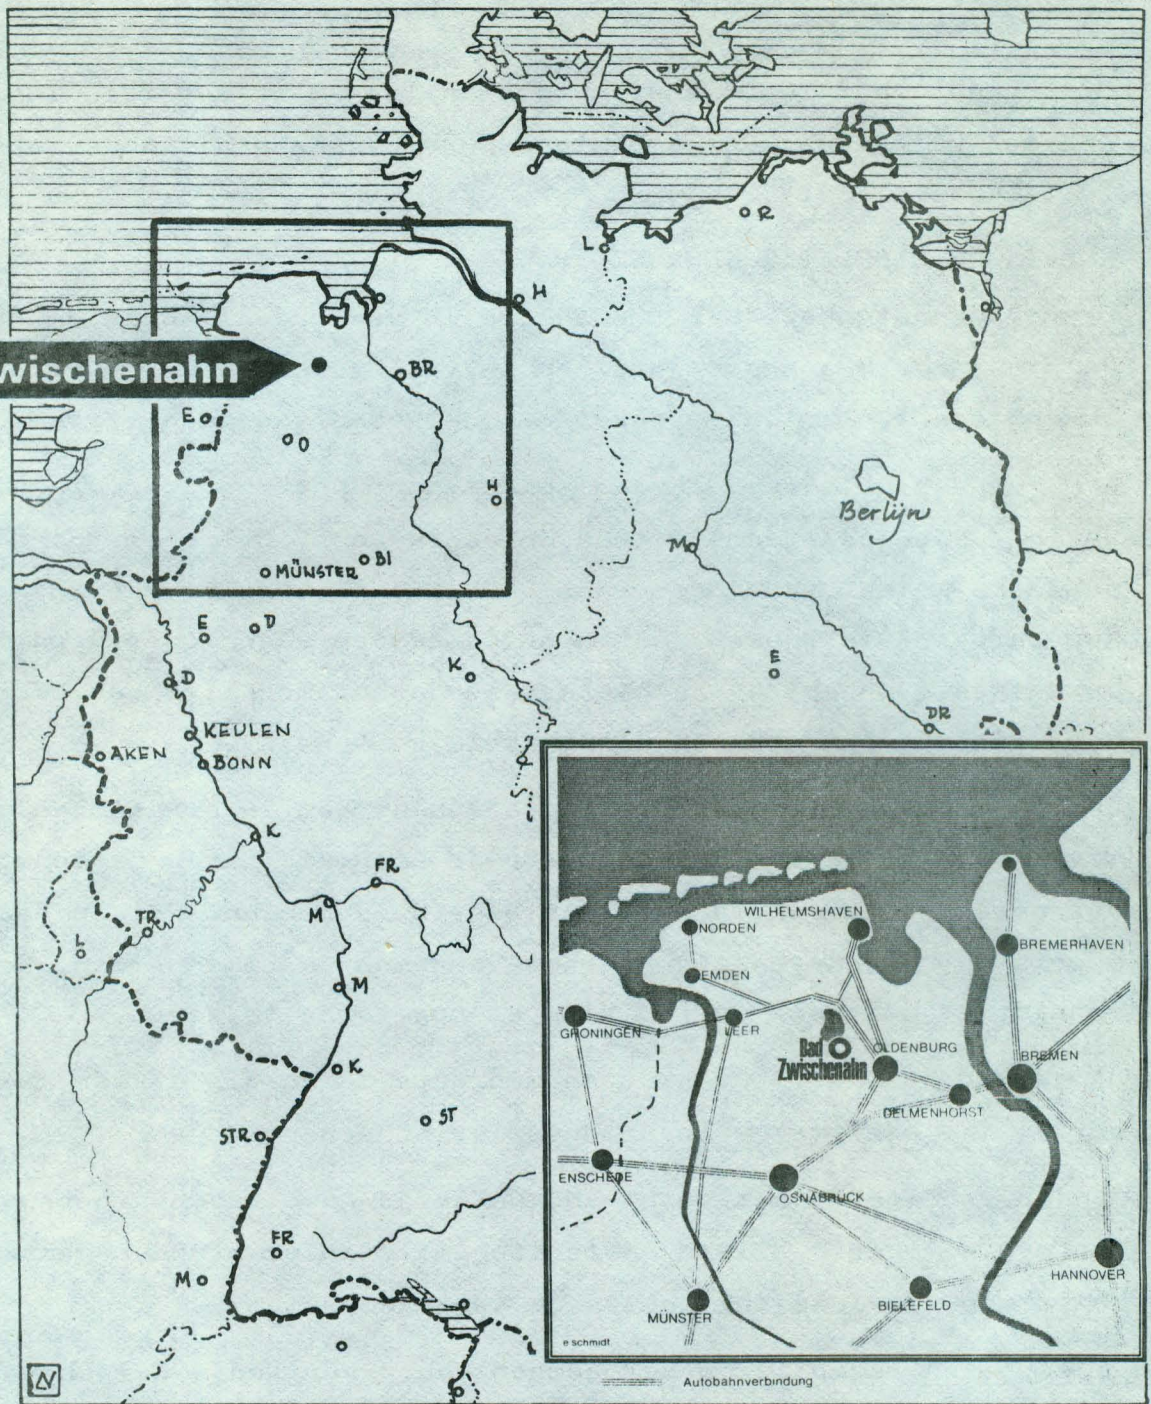 R
L
H
wischenahn
BR
E
O
H
Berlijn
M
BI
MÜNSTER
E
D
K
E
D
DR
KEULEN
AKEN
BONN
K
FR
M
TR
L
M
K
ST
STR
FR
M
WILHELMSHAVEN
NORDEN
BREMERHAVEN
EMDEN
GRONINGEN
LEER
Bad
Zwischenahn
OLDENBURG
BREMEN
DELMENHORST
ENSCHEDE
OSNABRÜCK
HANNOVER
BIELEFELD
MÜNSTER
e schmidt
Autobahnverbindung